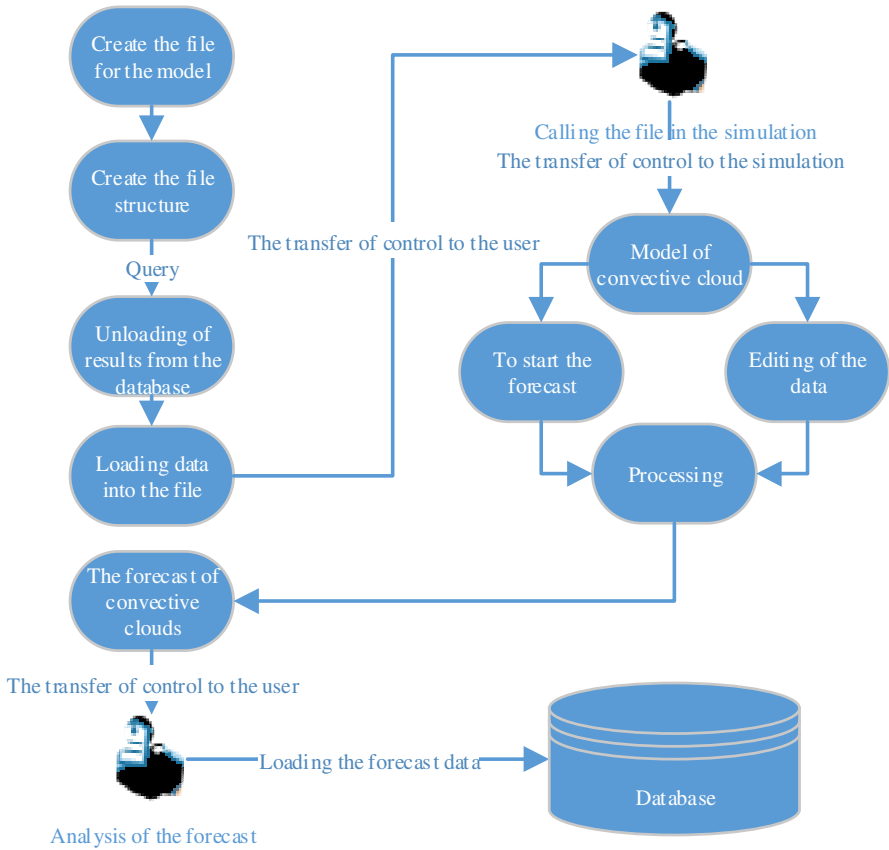 Create the file
for the model
Create the file
structure
Query
Unloading of
results from the
database
Loading data
into the file
The transfer of control to the user
Calling the file in the simulation
The transfer of control to the simulation
Model of
convective cloud
To start the
forecast
Editing of the
data
Processing
The forecast of
convective
clouds
The transfer of control to the user
Analysis of the forecast
Loading the forecast data
Database